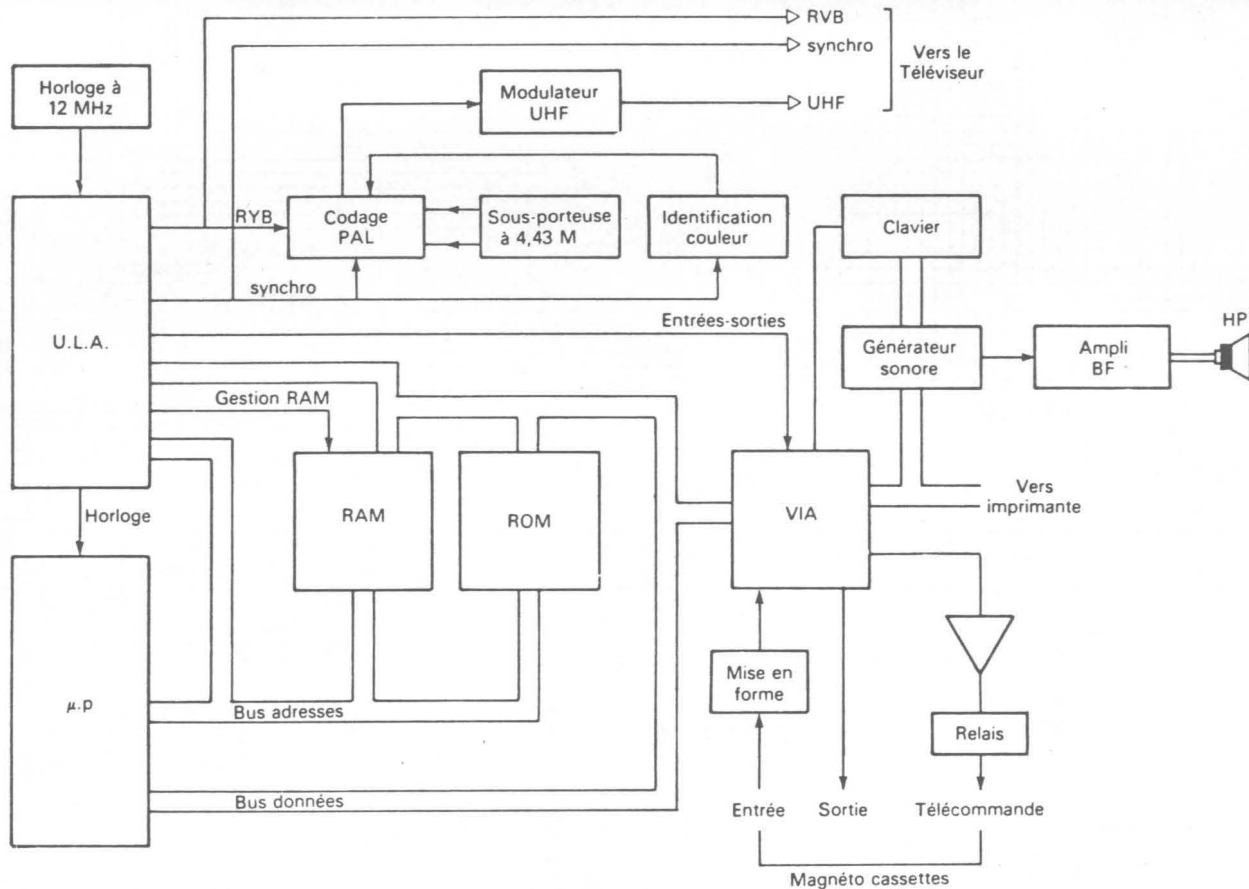 RVB
synchro
Vers le
Téléviseur
Horloge à
12 MHz
Modulateur
UHF
UHF
RYB
Codage
PAL
Sous-porteuse
à 4,43 M
Identification
couleur
Clavier
synchro
U.L.A.
Entrées-sorties
Générateur
sonore
Ampli
BF
HP
Gestion RAM
RAM
ROM
VIA
Vers
imprimante
Horloge
μ.p
Mise en
forme
Bus adresses
Relais
Bus données
Entrée
Sortie
Télécommande
Magnéto cassettes